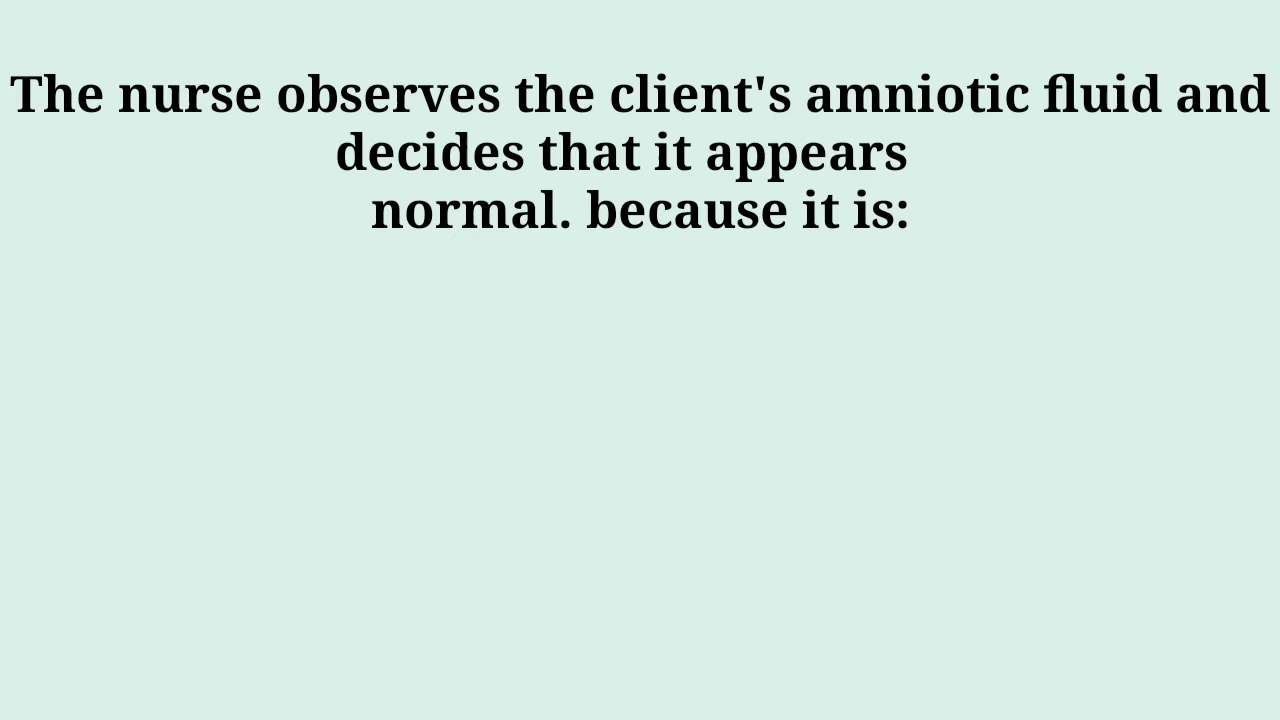 The nurse observes the client's amniotic fluid and
decides that it appears
normal. because it is: